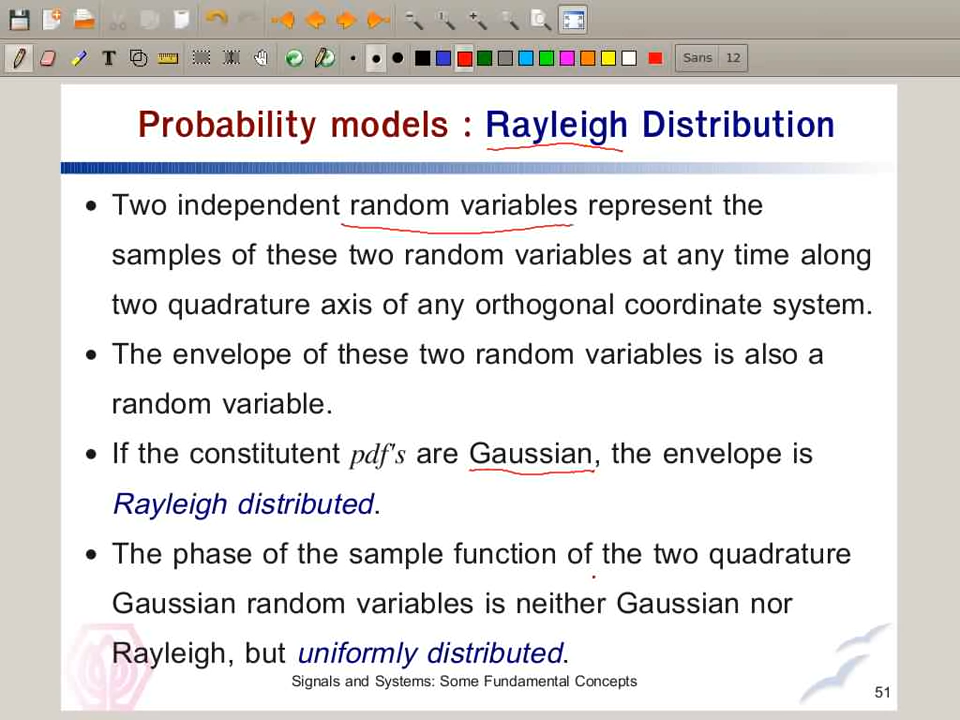 Sans 12
Probability models : Rayleigh Distribution
• Two independent random variables represent the
samples of these two random variables at any time along
two quadrature axis of any orthogonal coordinate system.
• The envelope of these two random variables is also a
random variable.
• If the constitutent pdf's are Gaussian, the envelope is
Rayleigh distributed.
• The phase of the sample function of the two quadrature
Gaussian random variables is neither Gaussian nor
Rayleigh, but uniformly distributed.
Signals and Systems: Some Fundamental Concepts
51